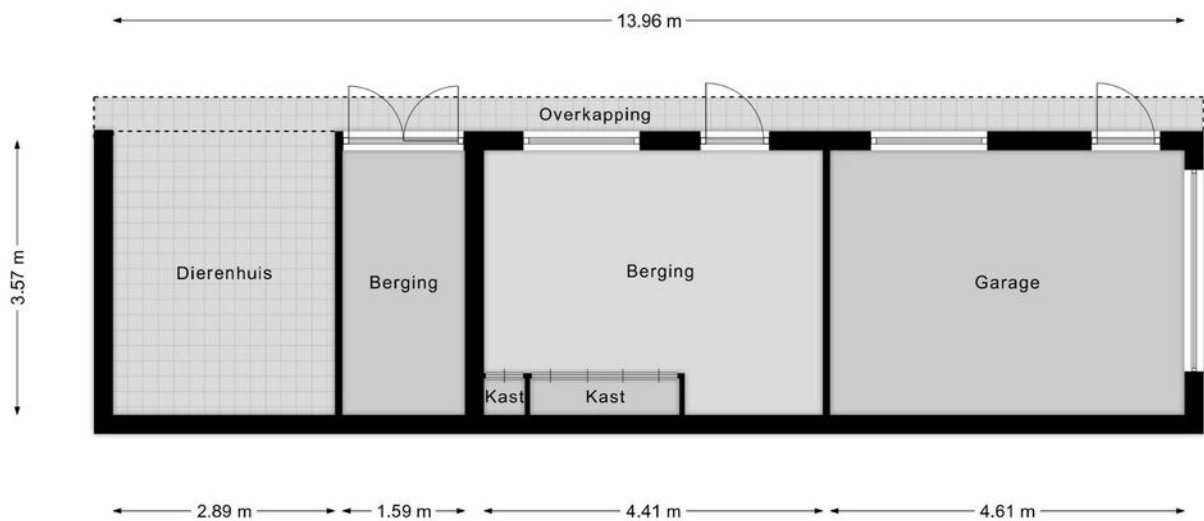 13.96 m
Overkapping
3.57 m
Dierenhuis
Berging
Berging
Garage
Kast
Kast
2.89 m
1.59 m
4.41 m
4.61 m